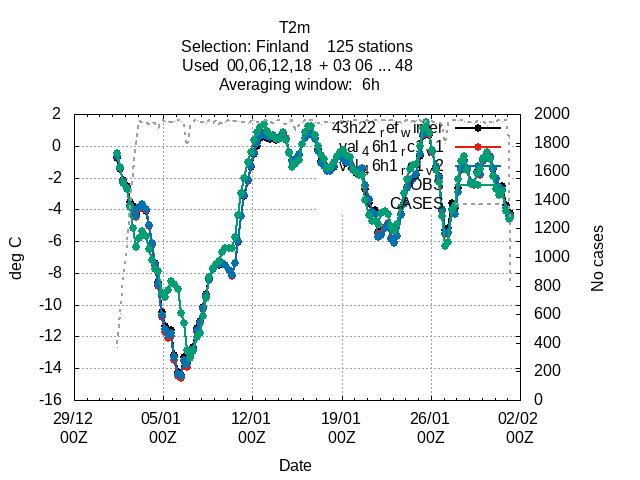 T2m
Selection: Finland    125 stations
Used  00,06,12,18  + 03 06 ... 48
Averaging window:  6h
2
0
-2
-4
-6
-8
-10
-12
-14
-16
deg C
2000
1800
1600
1400
1200
1000
800
600
400
200
0
No cases
43h22
OBS
CASES
29/12 05/01 12/01 19/01 26/01 02/02
00Z 00Z 00Z 00Z 00Z 00Z
Date